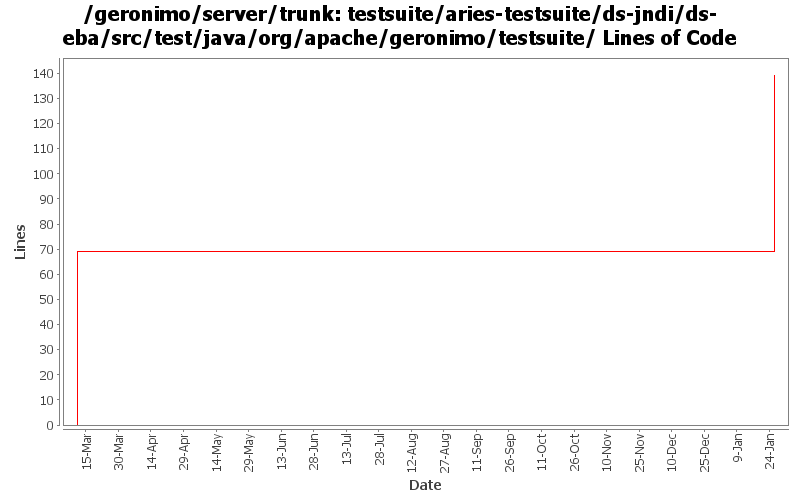 /geronimo/server/trunk: testsuite/aries-testsuite/ds-jndi/ds-
eba/src/test/java/org/apache/geronimo/testsuite/ Lines of Code
Lines
140
130
120
110
100
90
80
70
60
50
40
30
20
10
0
15-Mar
30-Mar
14-Apr
29-Apr
14-May
29-May
13-Jun
28-Jun
13-Jul
28-Jul
12-Aug
27-Aug
11-Sep
26-Sep
11-Oct
26-Oct
10-Nov
25-Nov
10-Dec
25-Dec
9-Jan
24-Jan
Date